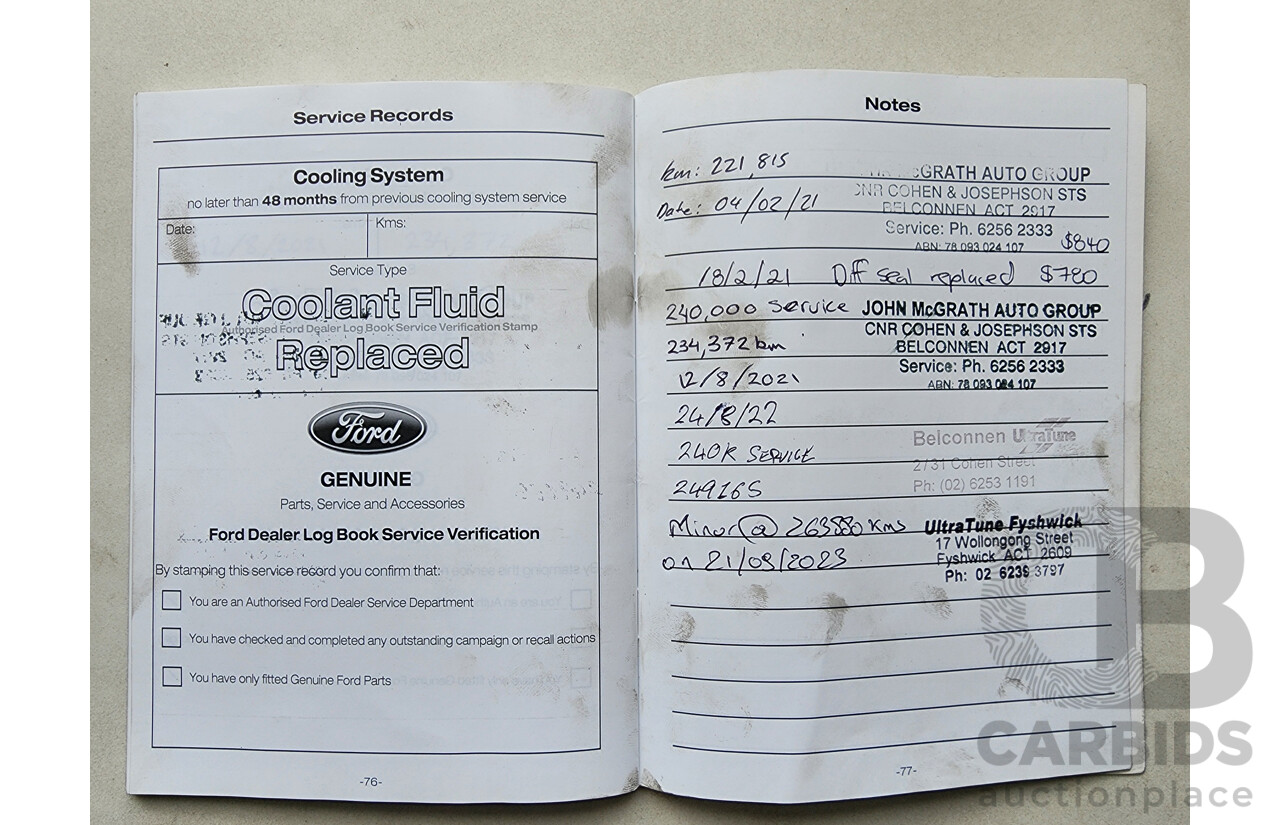 Service Records
Cooling System
no later than 48 months from previous cooling system service
Date:
Kms:
Service Type
Coolant Fluid
Authorised Ford Dealer Log Book Service Verification Stamp
Replaced
Ford
GENUINE
Parts, Service and Accessories
Ford Dealer Log Book Service Verification
By stamping this service record you confirm that:
You are an Authorised Ford Dealer Service Department
You have checked and completed any outstanding campaign or recall actions
You have only fitted Genuine Ford Parts
-76-
Notes
km: 221,815
McGRATH AUTO GROUP
Date: 04/02/21
CNR COHEN & JOSEPHSON STS
BELCONNEN ACT 2917
Service: Ph. 6256 2333
ABN: 78 093 024 107
$840
18/2/21 Diff seal replaced $780
240,000 Service
JOHN McGRATH AUTO GROUP
CNR COHEN & JOSEPHSON STS
234,372km
BELCONNEN ACT 2917
Service: Ph. 6256 2333
12/8/2021
ABN: 78 093 024 107
24/8/22
Belconnen UltraTune
240K SERVICE
2/31 Cohen Street
249165
Ph: (02) 6253 1191
Minor @ 263880 Kms
UltraTune Fyshwick
17 Wollongong Street
on 21/09/2023
Fyshwick ACT 2609
Ph: 02 6239 3797
-77-
CARBIDS
auctionplace